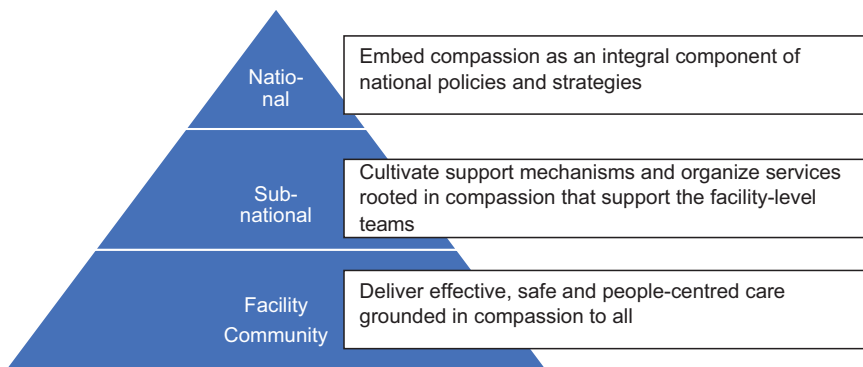 Natio-
nal
Embed compassion as an integral component of
national policies and strategies
Sub-
national
Cultivate support mechanisms and organize services
rooted in compassion that support the facility-level
teams
Facility
Community
Deliver effective, safe and people-centred care
grounded in compassion to all